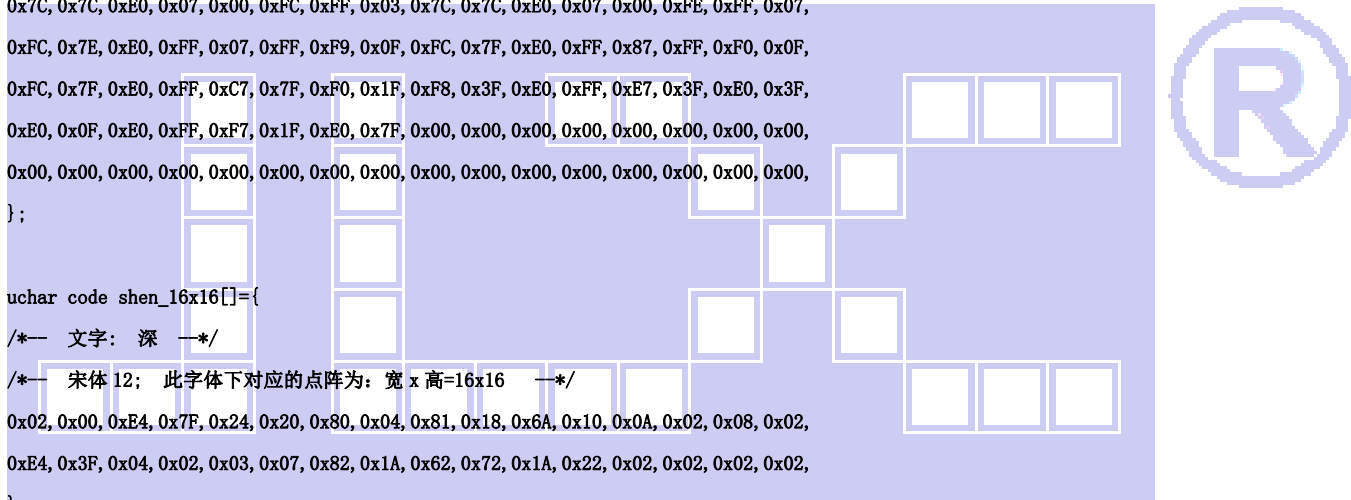 0x7C,0x7C,0xE0,0x07,0x00,0xFC,0xFF,0x03,0x7C,0x7C,0xE0,0x07,0x00,0xFE,0xFF,0x07,
0xFC,0x7E,0xE0,0xFF,0x07,0xFF,0xF9,0x0F,0xFC,0x7F,0xE0,0xFF,0x87,0xFF,0xF0,0x0F,
0xFC,0x7F,0xE0,0xFF,0xC7,0x7F,0xF0,0x1F,0xF8,0x3F,0xE0,0xFF,0xE7,0x3F,0xE0,0x3F,
0xE0,0x0F,0xE0,0xFF,0xF7,0x1F,0xE0,0x7F,0x00,0x00,0x00,0x00,0x00,0x00,0x00,0x00,
0x00,0x00,0x00,0x00,0x00,0x00,0x00,0x00,0x00,0x00,0x00,0x00,0x00,0x00,0x00,0x00,
};
uchar code shen_16x16[]={
/*-- 文字: 深 --*/
/*-- 宋体 12; 此字体下对应的点阵为：宽 x 高=16x16 --*/
0x02,0x00,0xE4,0x7F,0x24,0x20,0x80,0x04,0x81,0x18,0x6A,0x10,0x0A,0x02,0x08,0x02,
0xE4,0x3F,0x04,0x02,0x03,0x07,0x82,0x1A,0x62,0x72,0x1A,0x22,0x02,0x02,0x02,0x02,
®